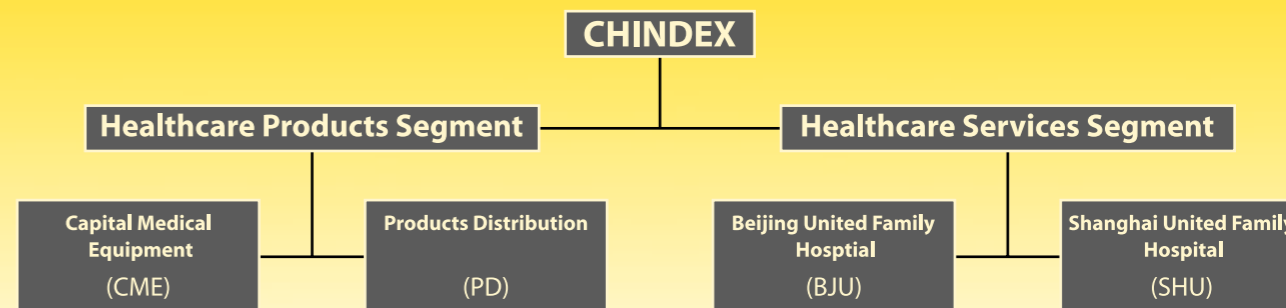 CHINDEX
Healthcare Products Segment
Healthcare Services Segment
Capital Medical
Equipment
(CME)
Products Distribution
(PD)
Beijing United Family
Hosptial
(BJU)
Shanghai United Family
Hospital
(SHU)